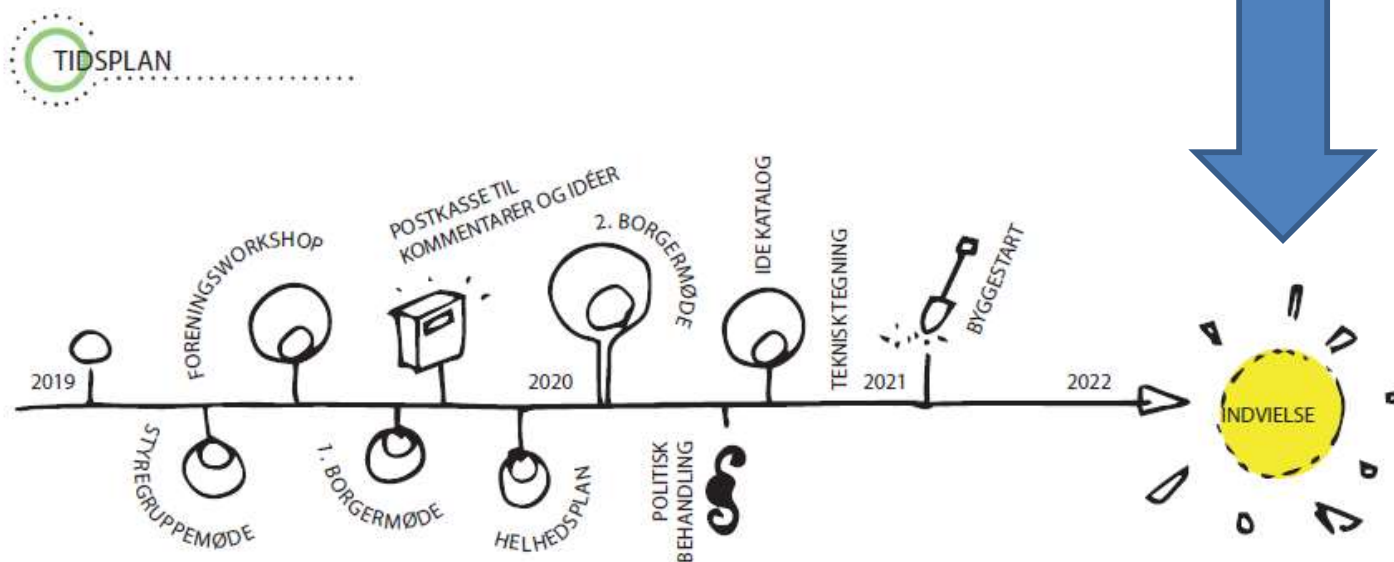 TIDSPLAN
2019
STYREGRUPPEMØDE
FORENINGSWORKSHOP
1. BORGERMØDE
POSTKASSE TIL
KOMMENTARER OG IDÉER
HELHEDSPLAN
2020
2. BORGERMØDE
POLITISK
BEHANDLING
IDE KATALOG
TEKNISK TEGNING
2021
BYGGESTART
2022
INDVIELSE